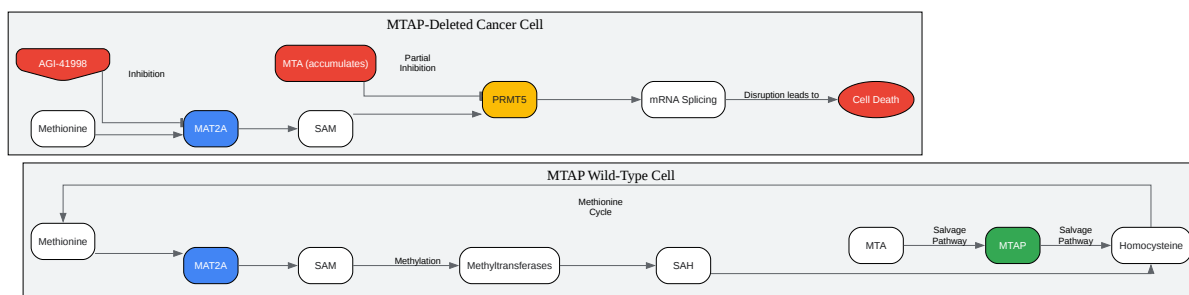 MTAP-Deleted Cancer Cell
AGI-41998
Inhibition
MTA (accumulates)
Partial
Inhibition
Methionine
MAT2A
SAM
PRMT5
mRNA Splicing
Disruption leads to
Cell Death
MTAP Wild-Type Cell
Methionine
Cycle
Methionine
MAT2A
SAM
Methylation
Methyltransferases
SAH
MTA
Salvage
Pathway
MTAP
Salvage
Pathway
Homocysteine